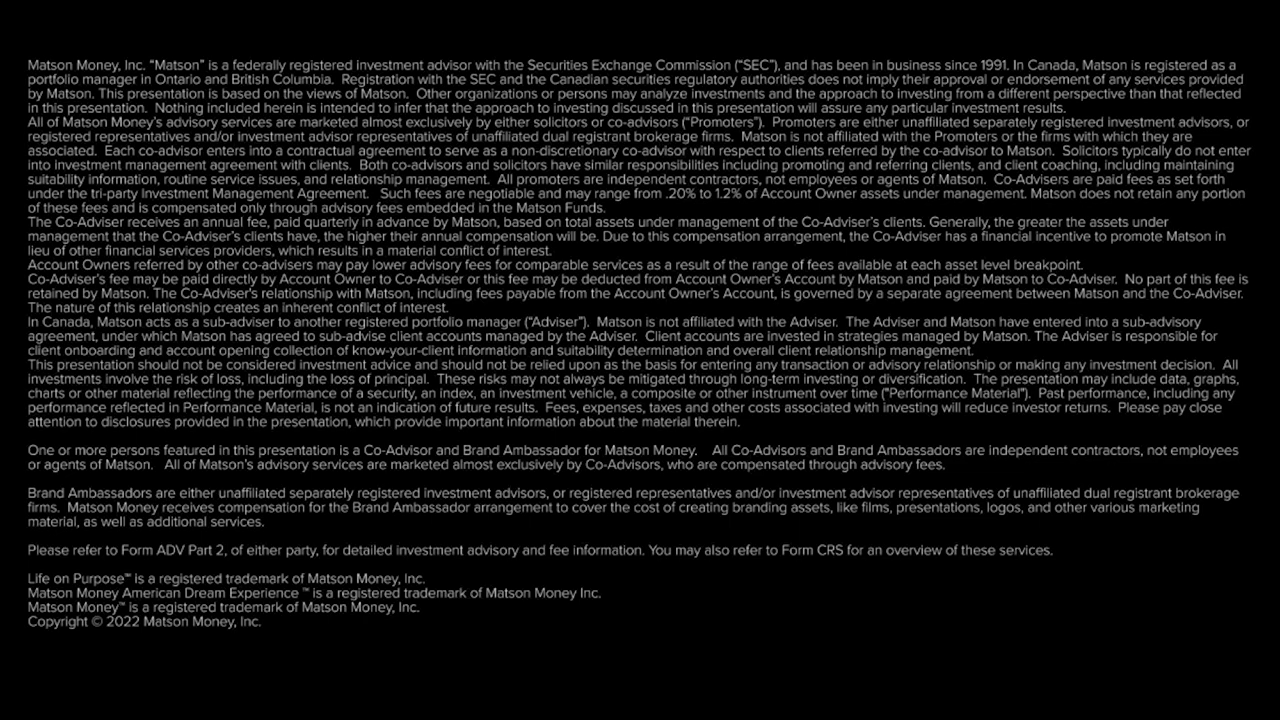 Matson Money, Inc. “Matson” is a federally registered investment advisor with the Securities Exchange Commission (“SEC”), and has been in business since 1991. In Canada, Matson is registered as a
portfolio manager in Ontario and British Columbia.  Registration with the SEC and the Canadian securities regulatory authorities does not imply their approval or endorsement of any services provided
by Matson. This presentation is based on the views of Matson.  Other organizations or persons may analyze investments and the approach to investing from a different perspective than that reflected
in this presentation.  Nothing included herein is intended to infer that the approach to investing discussed in this presentation will assure any particular investment results.
All of Matson Money’s advisory services are marketed almost exclusively by either solicitors or co-advisors (“Promoters”).  Promoters are either unaffiliated separately registered investment advisors, or
registered representatives and/or investment advisor representatives of unaffiliated dual registrant brokerage firms.  Matson is not affiliated with the Promoters or the firms with which they are
associated.  Each co-advisor enters into a contractual agreement to serve as a non-discretionary co-advisor with respect to clients referred by the co-advisor to Matson.  Solicitors typically do not enter
into investment management agreement with clients.  Both co-advisors and solicitors have similar responsibilities including promoting and referring clients, and client coaching, including maintaining
suitability information, routine service issues, and relationship management.  All promoters are independent contractors, not employees or agents of Matson.  Co-Advisers are paid fees as set forth
under the tri-party Investment Management Agreement.   Such fees are negotiable and may range from .20% to 1.2% of Account Owner assets under management. Matson does not retain any portion
of these fees and is compensated only through advisory fees embedded in the Matson Funds.
The Co-Adviser receives an annual fee, paid quarterly in advance by Matson, based on total assets under management of the Co-Adviser’s clients. Generally, the greater the assets under
management that the Co-Adviser’s clients have, the higher their annual compensation will be. Due to this compensation arrangement, the Co-Adviser has a financial incentive to promote Matson in
lieu of other financial services providers, which results in a material conflict of interest.
Account Owners referred by other co-advisers may pay lower advisory fees for comparable services as a result of the range of fees available at each asset level breakpoint.
Co-Adviser’s fee may be paid directly by Account Owner to Co-Adviser or this fee may be deducted from Account Owner’s Account by Matson and paid by Matson to Co-Adviser.  No part of this fee is
retained by Matson. The Co-Adviser’s relationship with Matson, including fees payable from the Account Owner’s Account, is governed by a separate agreement between Matson and the Co-Adviser.
The nature of this relationship creates an inherent conflict of interest.
In Canada, Matson acts as a sub-adviser to another registered portfolio manager (“Adviser”).  Matson is not affiliated with the Adviser.  The Adviser and Matson have entered into a sub-advisory
agreement, under which Matson has agreed to sub-advise client accounts managed by the Adviser.  Client accounts are invested in strategies managed by Matson. The Adviser is responsible for
client onboarding and account opening collection of know-your-client information and suitability determination and overall client relationship management.
This presentation should not be considered investment advice and should not be relied upon as the basis for entering any transaction or advisory relationship or making any investment decision.  All
investments involve the risk of loss, including the loss of principal.  These risks may not always be mitigated through long-term investing or diversification.  The presentation may include data, graphs,
charts or other material reflecting the performance of a security, an index, an investment vehicle, a composite or other instrument over time (“Performance Material”).  Past performance, including any
performance reflected in Performance Material, is not an indication of future results.  Fees, expenses, taxes and other costs associated with investing will reduce investor returns.  Please pay close
attention to disclosures provided in the presentation, which provide important information about the material therein.
One or more persons featured in this presentation is a Co-Advisor and Brand Ambassador for Matson Money.    All Co-Advisors and Brand Ambassadors are independent contractors, not employees
or agents of Matson.   All of Matson’s advisory services are marketed almost exclusively by Co-Advisors, who are compensated through advisory fees.
Brand Ambassadors are either unaffiliated separately registered investment advisors, or registered representatives and/or investment advisor representatives of unaffiliated dual registrant brokerage
firms.  Matson Money receives compensation for the Brand Ambassador arrangement to cover the cost of creating branding assets, like films, presentations, logos, and other various marketing
material, as well as additional services.
Please refer to Form ADV Part 2, of either party, for detailed investment advisory and fee information. You may also refer to Form CRS for an overview of these services.
Life on Purpose™ is a registered trademark of Matson Money, Inc.
Matson Money American Dream Experience ™ is a registered trademark of Matson Money Inc.
Matson Money™ is a registered trademark of Matson Money, Inc.
Copyright © 2022 Matson Money, Inc.